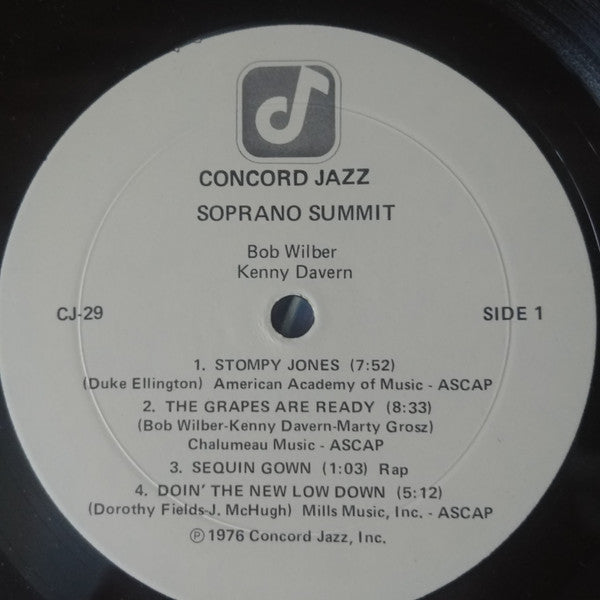 CONCORD JAZZ
SOPRANO SUMMIT
Bob Wilber
Kenny Davern
CJ-29
SIDE 1
1. STOMPY JONES (7:52)
(Duke Ellington) American Academy of Music - ASCAP
2. THE GRAPES ARE READY (8:33)
(Bob Wilber-Kenny Davern-Marty Grosz)
Chalumeau Music - ASCAP
3. SEQUIN GOWN (1:03) Rap
4. DOIN' THE NEW LOW DOWN (5:12)
(Dorothy Fields-J. McHugh) Mills Music, Inc. - ASCAP
℗ 1976 Concord Jazz, Inc.